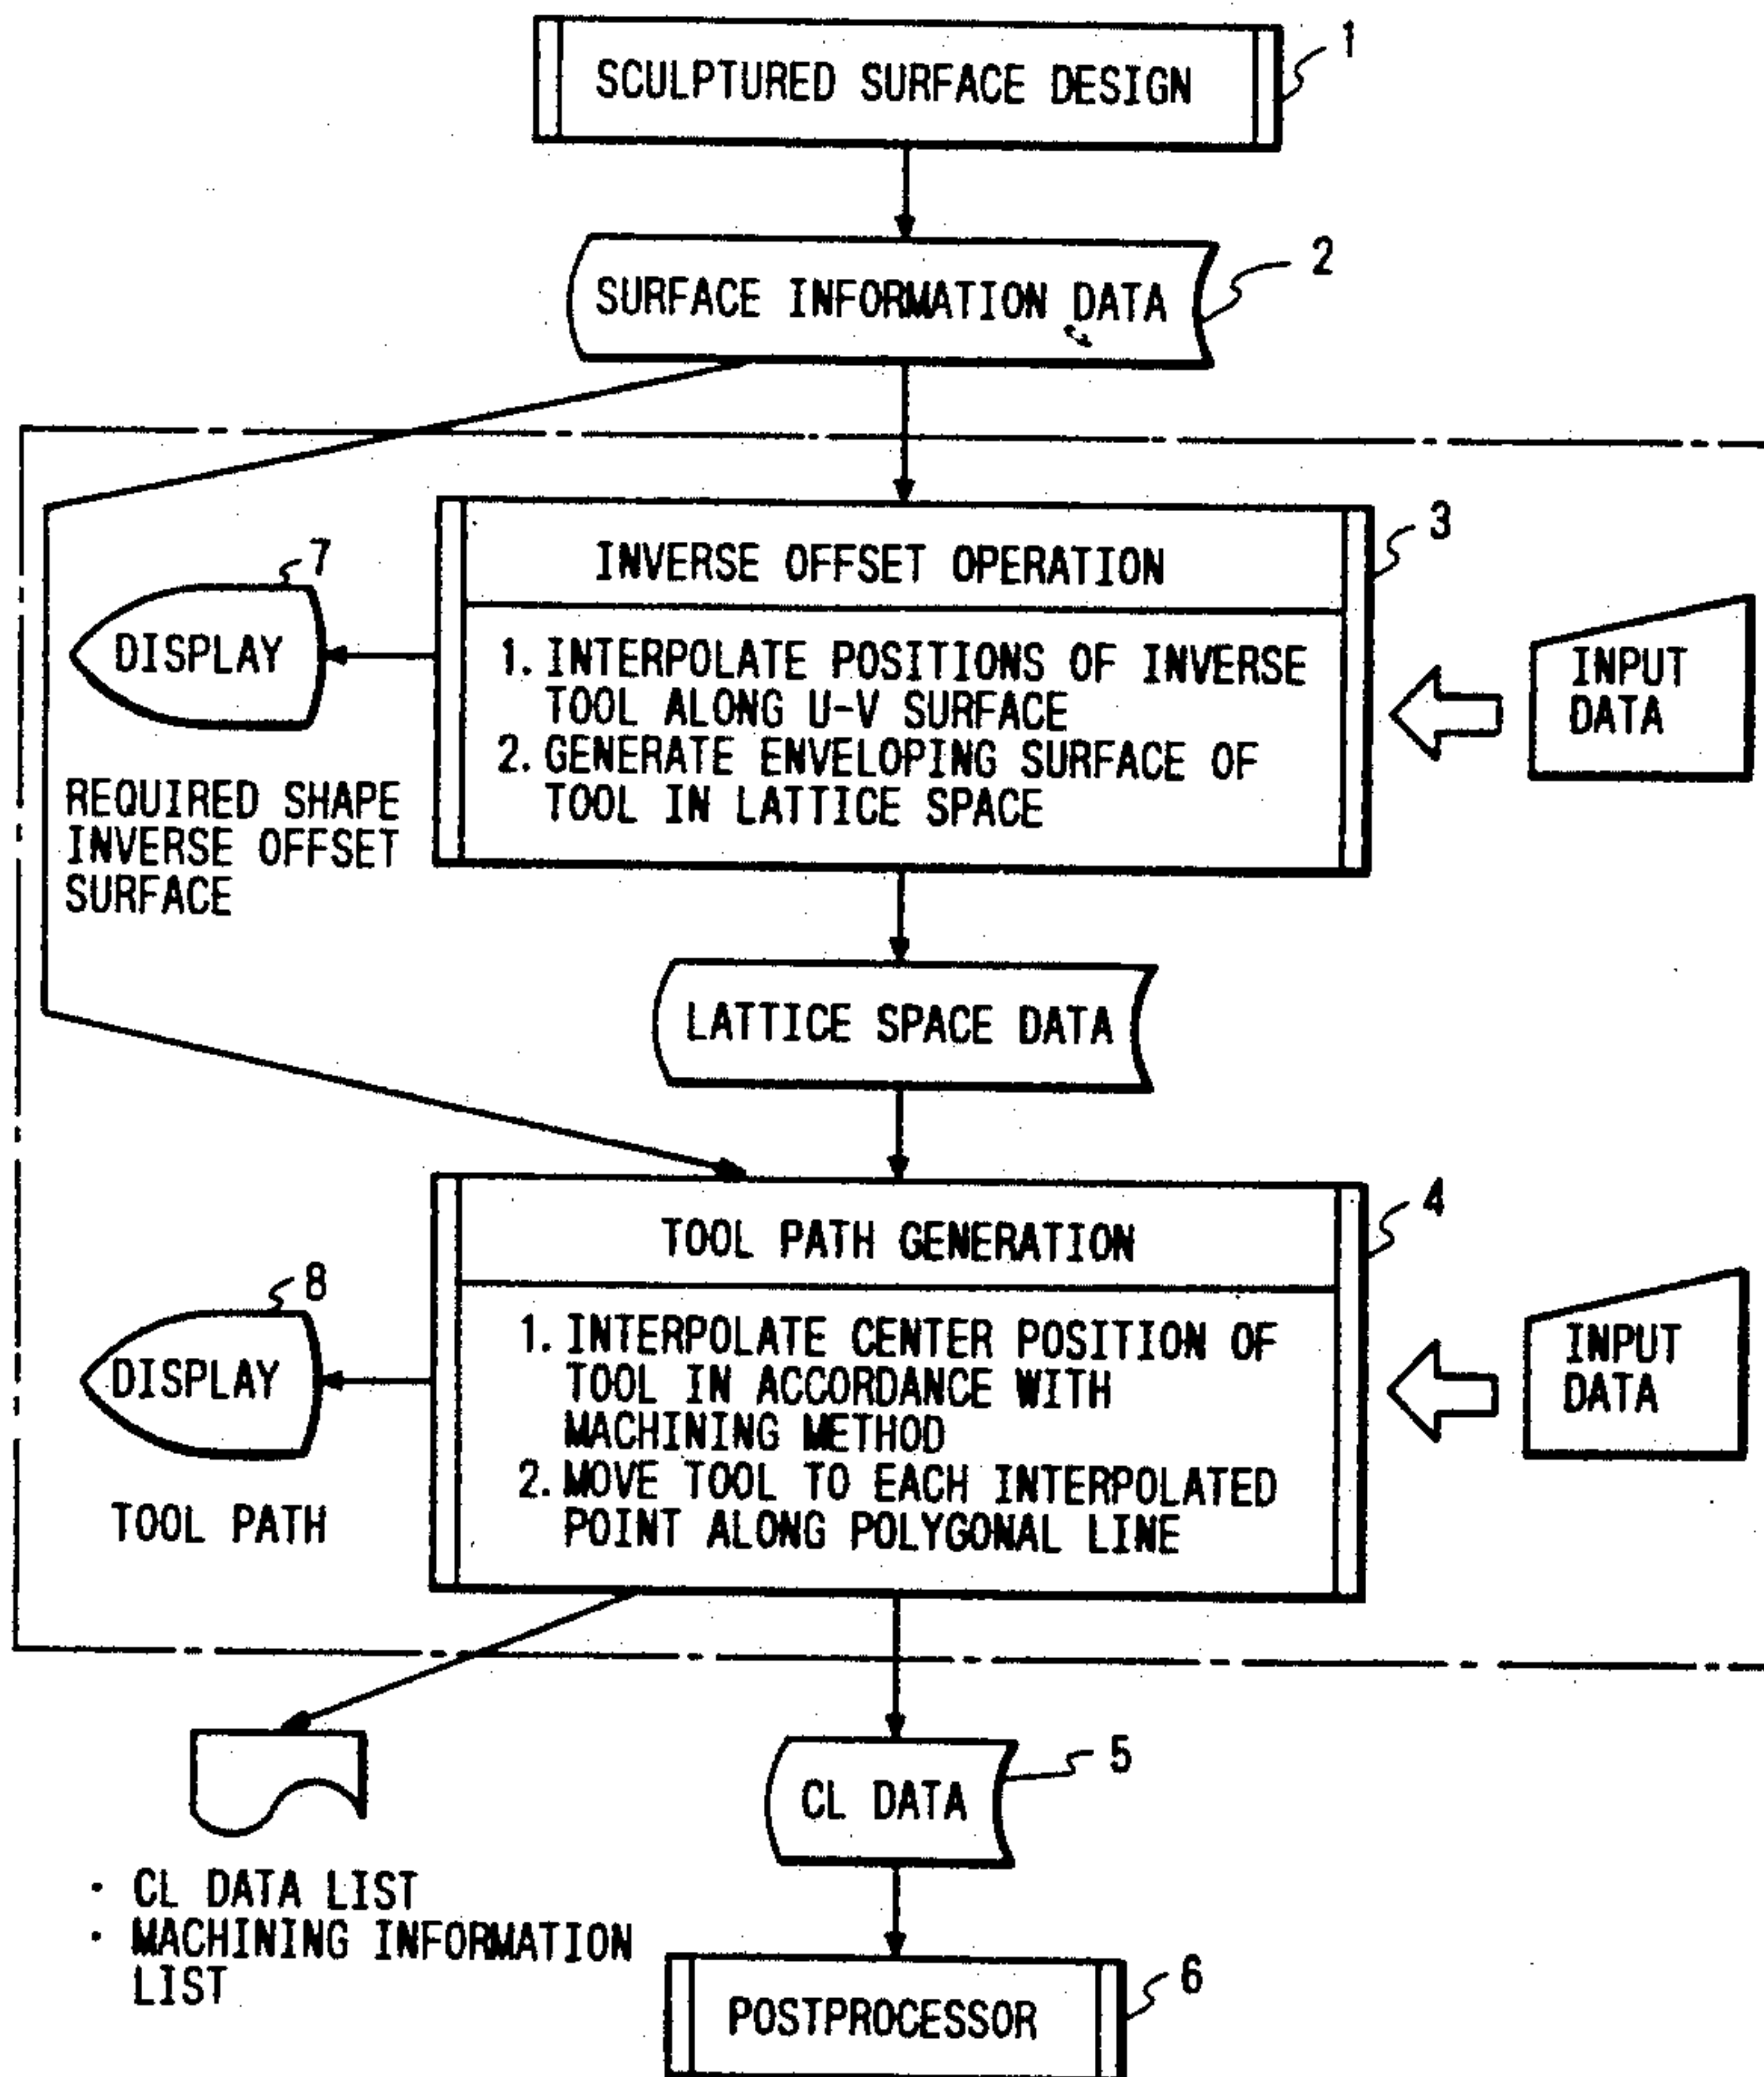 SCULPTURED SURFACE DESIGN
1
SURFACE INFORMATION DATA
2
INVERSE OFFSET OPERATION
3
1. INTERPOLATE POSITIONS OF INVERSE
TOOL ALONG U-V SURFACE
2. GENERATE ENVELOPING SURFACE OF
TOOL IN LATTICE SPACE
7
DISPLAY
REQUIRED SHAPE
INVERSE OFFSET
SURFACE
INPUT
DATA
LATTICE SPACE DATA
TOOL PATH GENERATION
4
1. INTERPOLATE CENTER POSITION OF
TOOL IN ACCORDANCE WITH
MACHINING METHOD
2. MOVE TOOL TO EACH INTERPOLATED
POINT ALONG POLYGONAL LINE
8
DISPLAY
TOOL PATH
INPUT
DATA
CL DATA
5
· CL DATA LIST
· MACHINING INFORMATION
LIST
POSTPROCESSOR
6